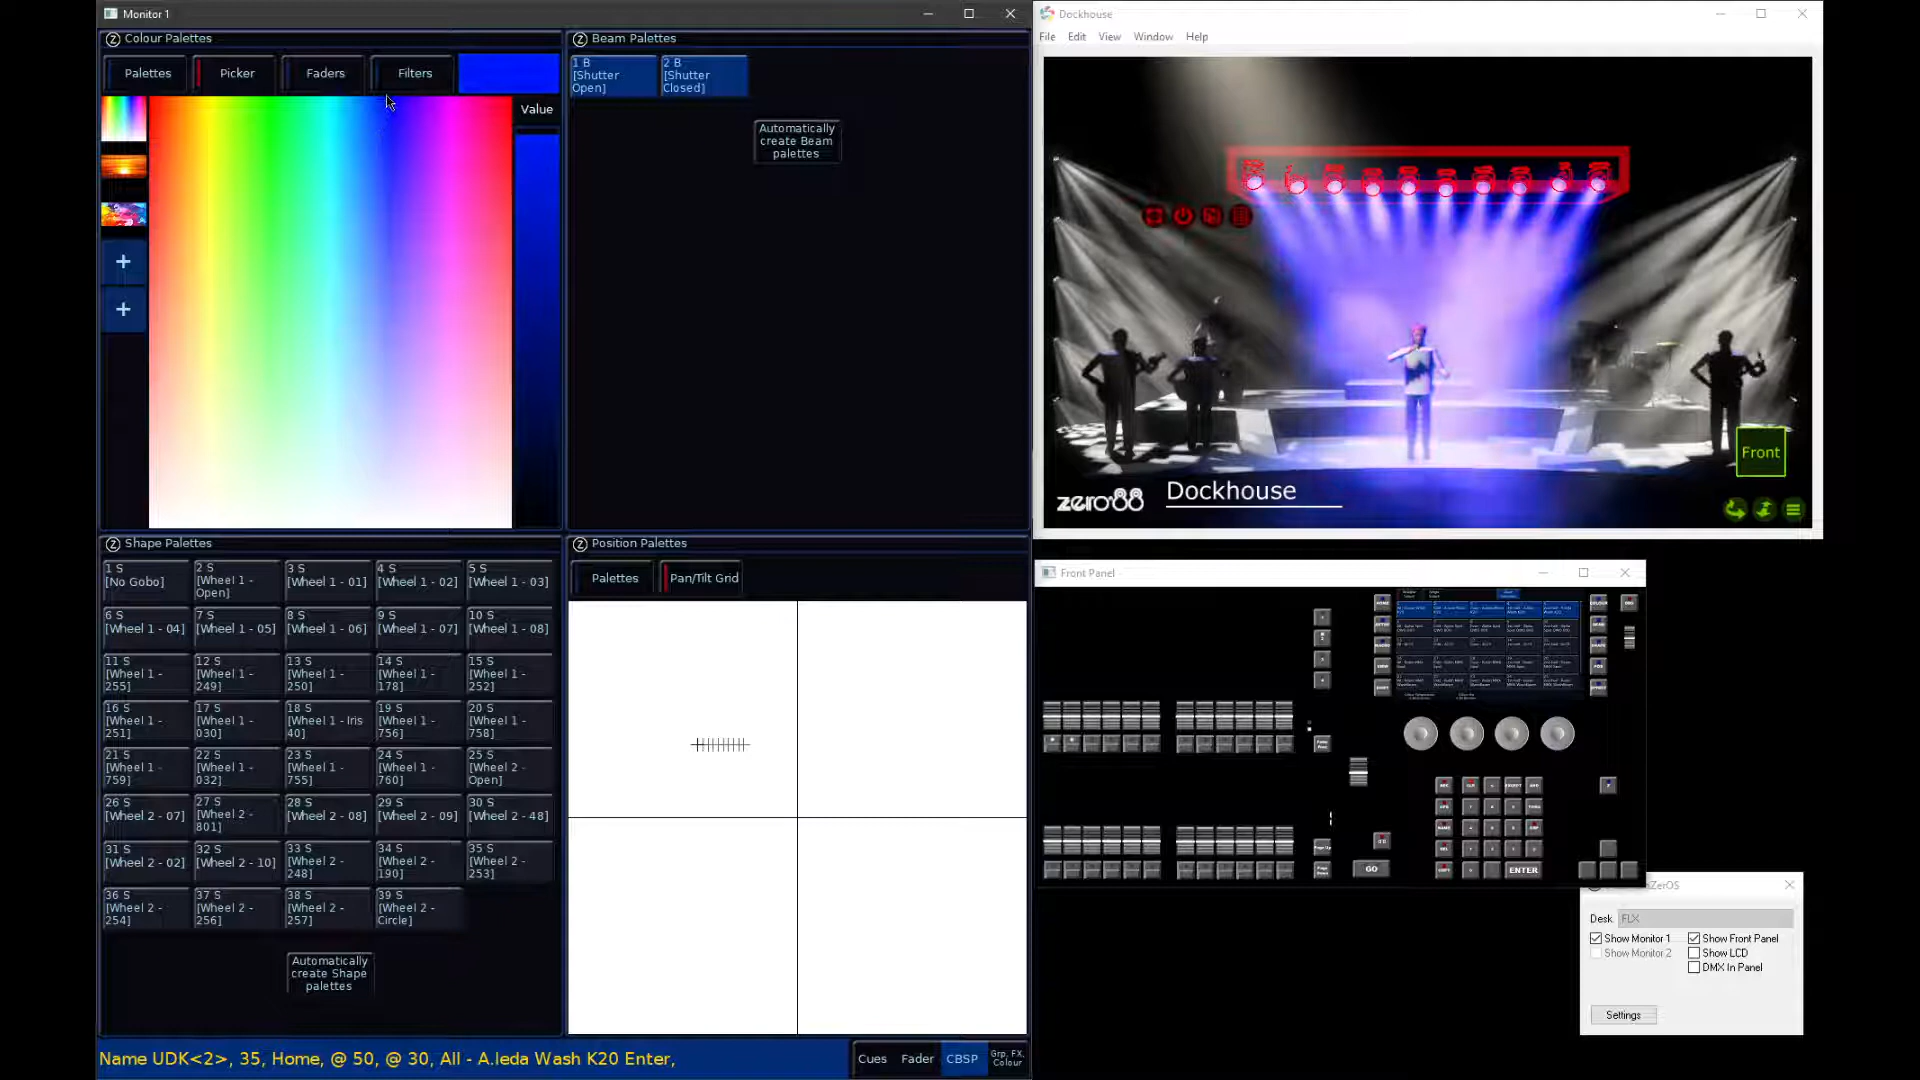 Monitor 1
Colour Palettes
Palettes
Picker
Faders
Filters
Value
Beam Palettes
1 B
[Shutter
Open]
2 B
[Shutter
Closed]
Automatically
create Beam
palettes
Shape Palettes
1 S
[No Gobo]
2 S
[Wheel 1 -
Open]
3 S
[Wheel 1 - 01]
4 S
[Wheel 1 - 02]
5 S
[Wheel 1 - 03]
6 S
[Wheel 1 - 04]
7 S
[Wheel 1 - 05]
8 S
[Wheel 1 - 06]
9 S
[Wheel 1 - 07]
10 S
[Wheel 1 - 08]
11 S
[Wheel 1 -
255]
12 S
[Wheel 1 -
249]
13 S
[Wheel 1 -
250]
14 S
[Wheel 1 -
178]
15 S
[Wheel 1 -
252]
16 S
[Wheel 1 -
251]
17 S
[Wheel 1 -
030]
18 S
[Wheel 1 - Iris
40]
19 S
[Wheel 1 -
756]
20 S
[Wheel 1 -
758]
21 S
[Wheel 1 -
759]
22 S
[Wheel 1 -
032]
23 S
[Wheel 1 -
755]
24 S
[Wheel 1 -
760]
25 S
[Wheel 2 -
Open]
26 S
[Wheel 2 - 07]
27 S
[Wheel 2 -
801]
28 S
[Wheel 2 - 08]
29 S
[Wheel 2 - 09]
30 S
[Wheel 2 - 48]
31 S
[Wheel 2 - 02]
32 S
[Wheel 2 - 10]
33 S
[Wheel 2 -
248]
34 S
[Wheel 2 -
190]
35 S
[Wheel 2 -
253]
36 S
[Wheel 2 -
254]
37 S
[Wheel 2 -
256]
38 S
[Wheel 2 -
257]
39 S
[Wheel 2 -
Circle]
Automatically
create Shape
palettes
Position Palettes
Palettes
Pan/Tilt Grid
Name UDK<2>, 35, Home, @ 50, @ 30, All - A.leda Wash K20 Enter,
Cues
Fader
CBSP
Grp, FX,
Colour
Dockhouse
File
Edit
View
Window
Help
Front
zero88
Dockhouse
Front Panel
GO
ENTER
ZerOS
Desk
FLX
Show Monitor 1
Show Front Panel
Show Monitor 2
Show LCD
DMX In Panel
Settings